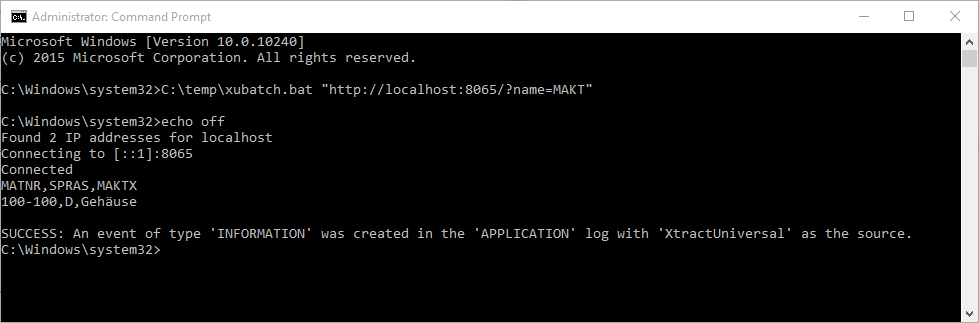 Administrator: Command Prompt
Microsoft Windows [Version 10.0.10240]
(c) 2015 Microsoft Corporation. All rights reserved.
C:\Windows\system32>C:\temp\xubatch.bat "http://localhost:8065/?name=MAKT"
C:\Windows\system32>echo off
Found 2 IP addresses for localhost
Connecting to [::1]:8065
Connected
MATNR,SPRAS,MAKTX
100-100,D,Gehäuse
SUCCESS: An event of type 'INFORMATION' was created in the 'APPLICATION' log with 'XtractUniversal' as the source.
C:\Windows\system32>